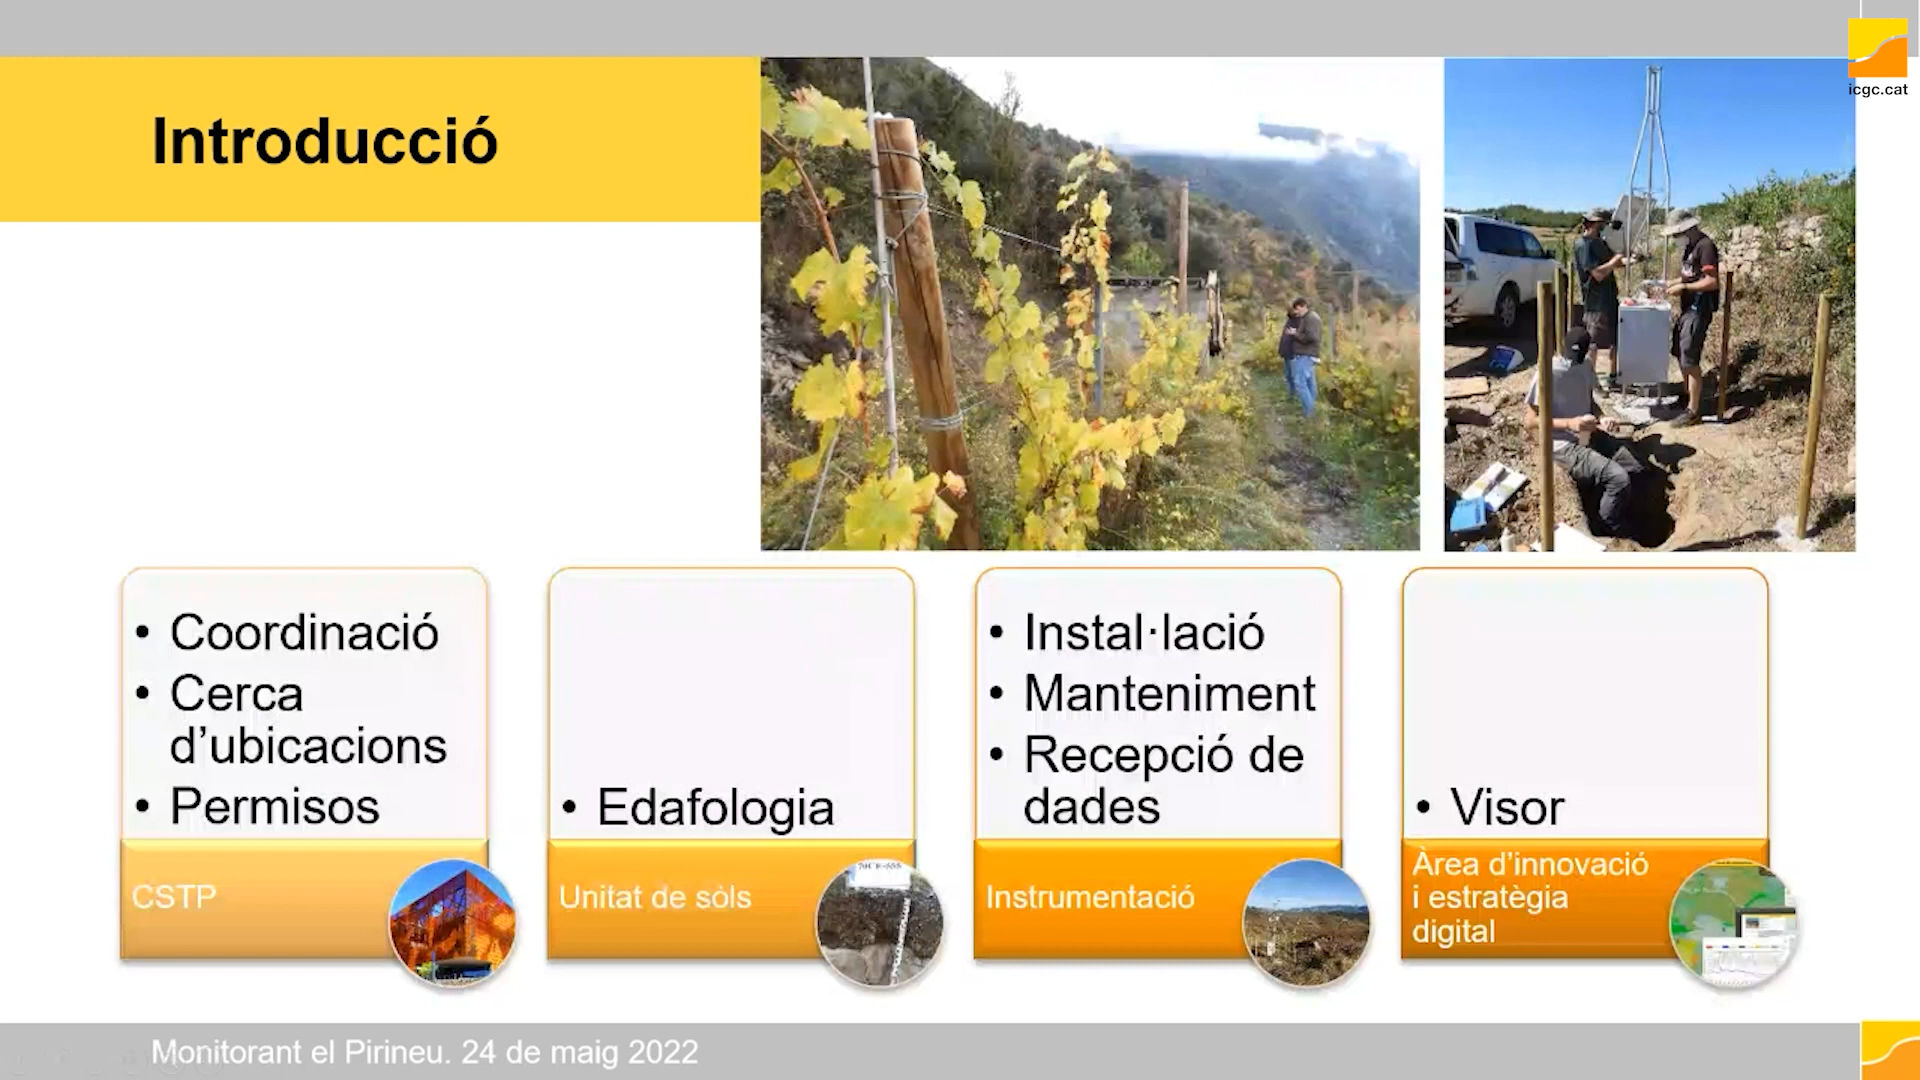 icgc.cat
Introducció
• Coordinació
• Cerca
d’ubicacions
• Permisos
CSTP
• Edafologia
Unitat de sòls
• Instal·lació
• Manteniment
• Recepció de
dades
Instrumentació
• Visor
Àrea d’innovació
i estratègia
digital
Monitorant el Pirineu. 24 de maig 2022